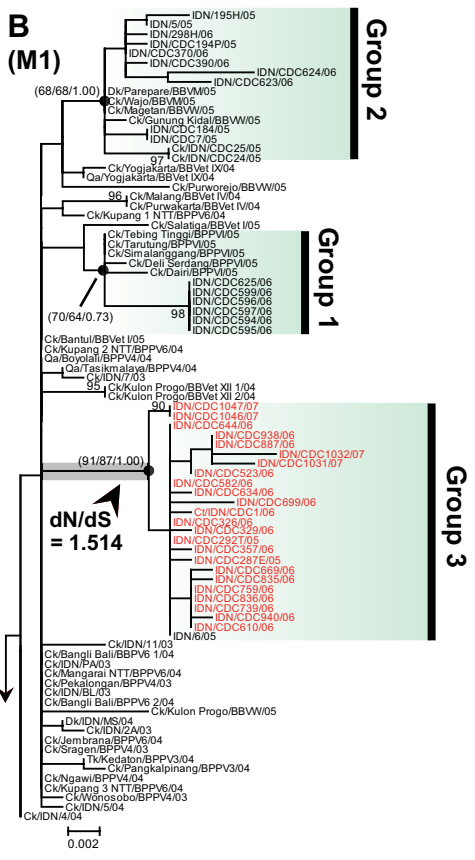 B
(M1)
IDN/195H/05
IDN/5/05
IDN/298H/06
IDN/CDC194P/05
IDN/CDC370/06
IDN/CDC390/06
IDN/CDC624/06
IDN/CDC623/06
(68/68/1.00)
Dk/Parepare/BBVM/05
Ck/Wajo/BBVM/05
Ck/Magetan/BBVW/05
Ck/Gunung Kidal/BBVW/05
IDN/CDC184/05
IDN/CDC7/05
Ck/IDN/CDC25/05
97
Ck/IDN/CDC24/05
Group 2
Ck/Yogjakarta/BBVet IX/04
Qa/Yogjakarta/BBVet IX/04
Ck/Purworejo/BBVW/05
96
Ck/Malang/BBVet IV/04
Ck/Purwakarta/BBVet IV/04
Ck/Kupang 1 NTT/BPPV6/04
Ck/Salatiga/BBVet I/05
Ck/Tebing Tinggi/BPPVI/05
Ck/Tarutung/BPPVI/05
Ck/Simalanggang/BPPVI/05
Ck/Deli Serdang/BPPVI/05
Ck/Dairi/BPPVI/05
IDN/CDC625/06
IDN/CDC599/06
IDN/CDC596/06
IDN/CDC597/06
98
IDN/CDC594/06
IDN/CDC595/06
(70/64/0.73)
Group 1
Ck/Bantul/BBVet I/05
Ck/Kupang 2 NTT/BPPV6/04
Qa/Boyolali/BPPV4/04
Qa/Tasikmalaya/BPPV4/04
Ck/IDN/7/03
95
Ck/Kulon Progo/BBVet XII 1/04
Ck/Kulon Progo/BBVet XII 2/04
90
IDN/CDC1047/07
IDN/CDC1046/07
IDN/CDC644/06
IDN/CDC938/06
IDN/CDC887/06
IDN/CDC1032/07
IDN/CDC1031/07
(91/87/1.00)
IDN/CDC523/06
IDN/CDC582/06
IDN/CDC634/06
IDN/CDC699/06
Ct/IDN/CDC1/06
IDN/CDC326/06
IDN/CDC329/06
IDN/CDC292T/05
IDN/CDC357/06
IDN/CDC287E/05
IDN/CDC669/06
IDN/CDC835/06
IDN/CDC759/06
IDN/CDC836/06
IDN/CDC739/06
IDN/CDC940/06
IDN/CDC610/06
IDN/6/05
Group 3
dN/dS
= 1.514
Ck/IDN/11/03
Ck/Bangli Bali/BBPV6 1/04
Ck/IDN/PA/03
Ck/Mangarai NTT/BPPV6/04
Ck/Pekalongan/BPPV4/03
Ck/IDN/BL/03
Ck/Bangli Bali/BPPV6 2/04
Ck/Kulon Progo/BBVW/05
Dk/IDN/MS/04
Ck/IDN/2A/03
Ck/Jembrana/BPPV6/04
Ck/Sragen/BPPV4/03
Tk/Kedaton/BPPV3/04
Ck/Pangkalpinang/BPPV3/04
Ck/Ngawi/BPPV4/04
Ck/Kupang 3 NTT/BPPV6/04
Ck/Wonosobo/BPPV4/03
Ck/IDN/5/04
Ck/IDN/4/04
0.002